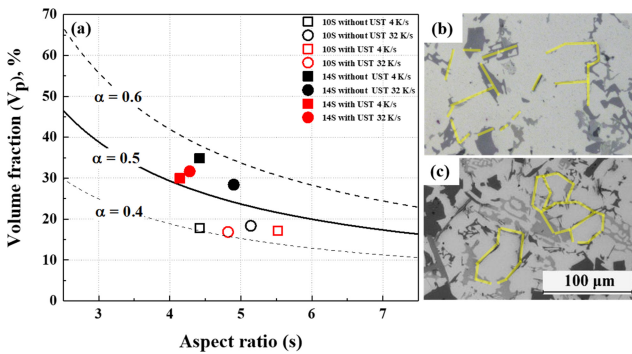 (a)
10S without UST 4 K/s
10S without UST 32 K/s
10S with UST 4 K/s
10S with UST 32 K/s
14S without UST 4 K/s
14S without UST 32 K/s
14S with UST 4 K/s
14S with UST 32 K/s
α = 0.6
α = 0.5
α = 0.4
Volume fraction (Vp), %
70
60
50
40
30
20
10
0
3 4 5 6 7
Aspect ratio (s)
(b)
(c)
100 µm